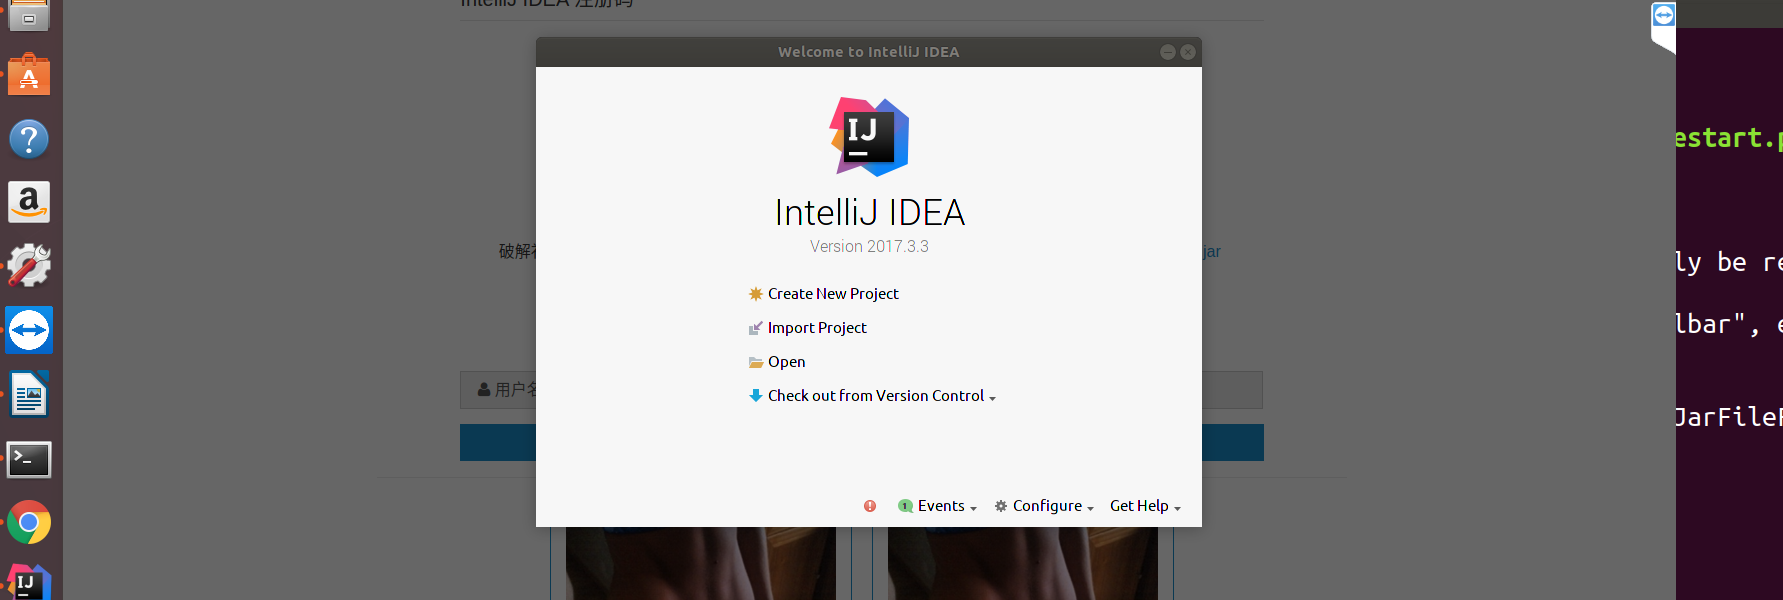 IntelliJ IDEA 注册码
Welcome to IntelliJ IDEA
IJ
IntelliJ IDEA
Version 2017.3.3
Create New Project
Import Project
Open
Check out from Version Control
1 Events
Configure
Get Help
破解
jar
用户名
estart.p
ly be re
lbar", e
JarFile
A
?
a
>_
IJ